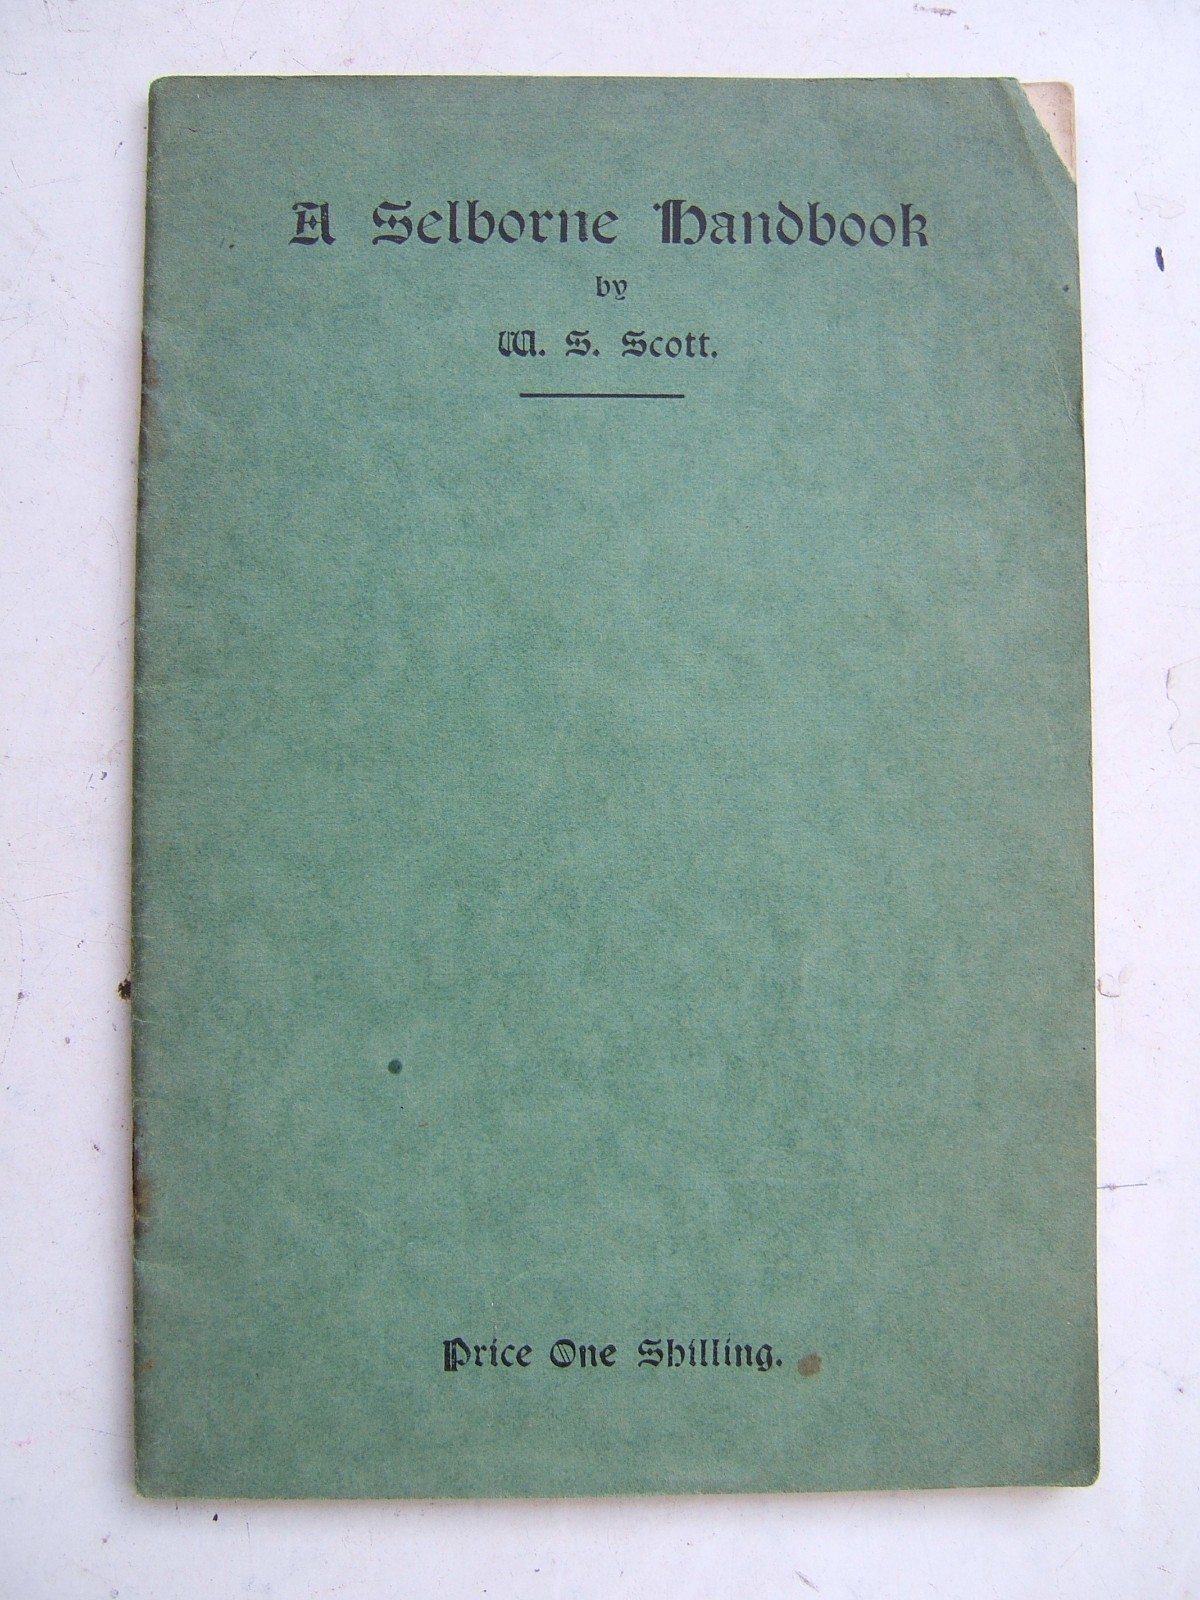 A Selborne Handbook
by
W. S. Scott.
Price One Shilling.